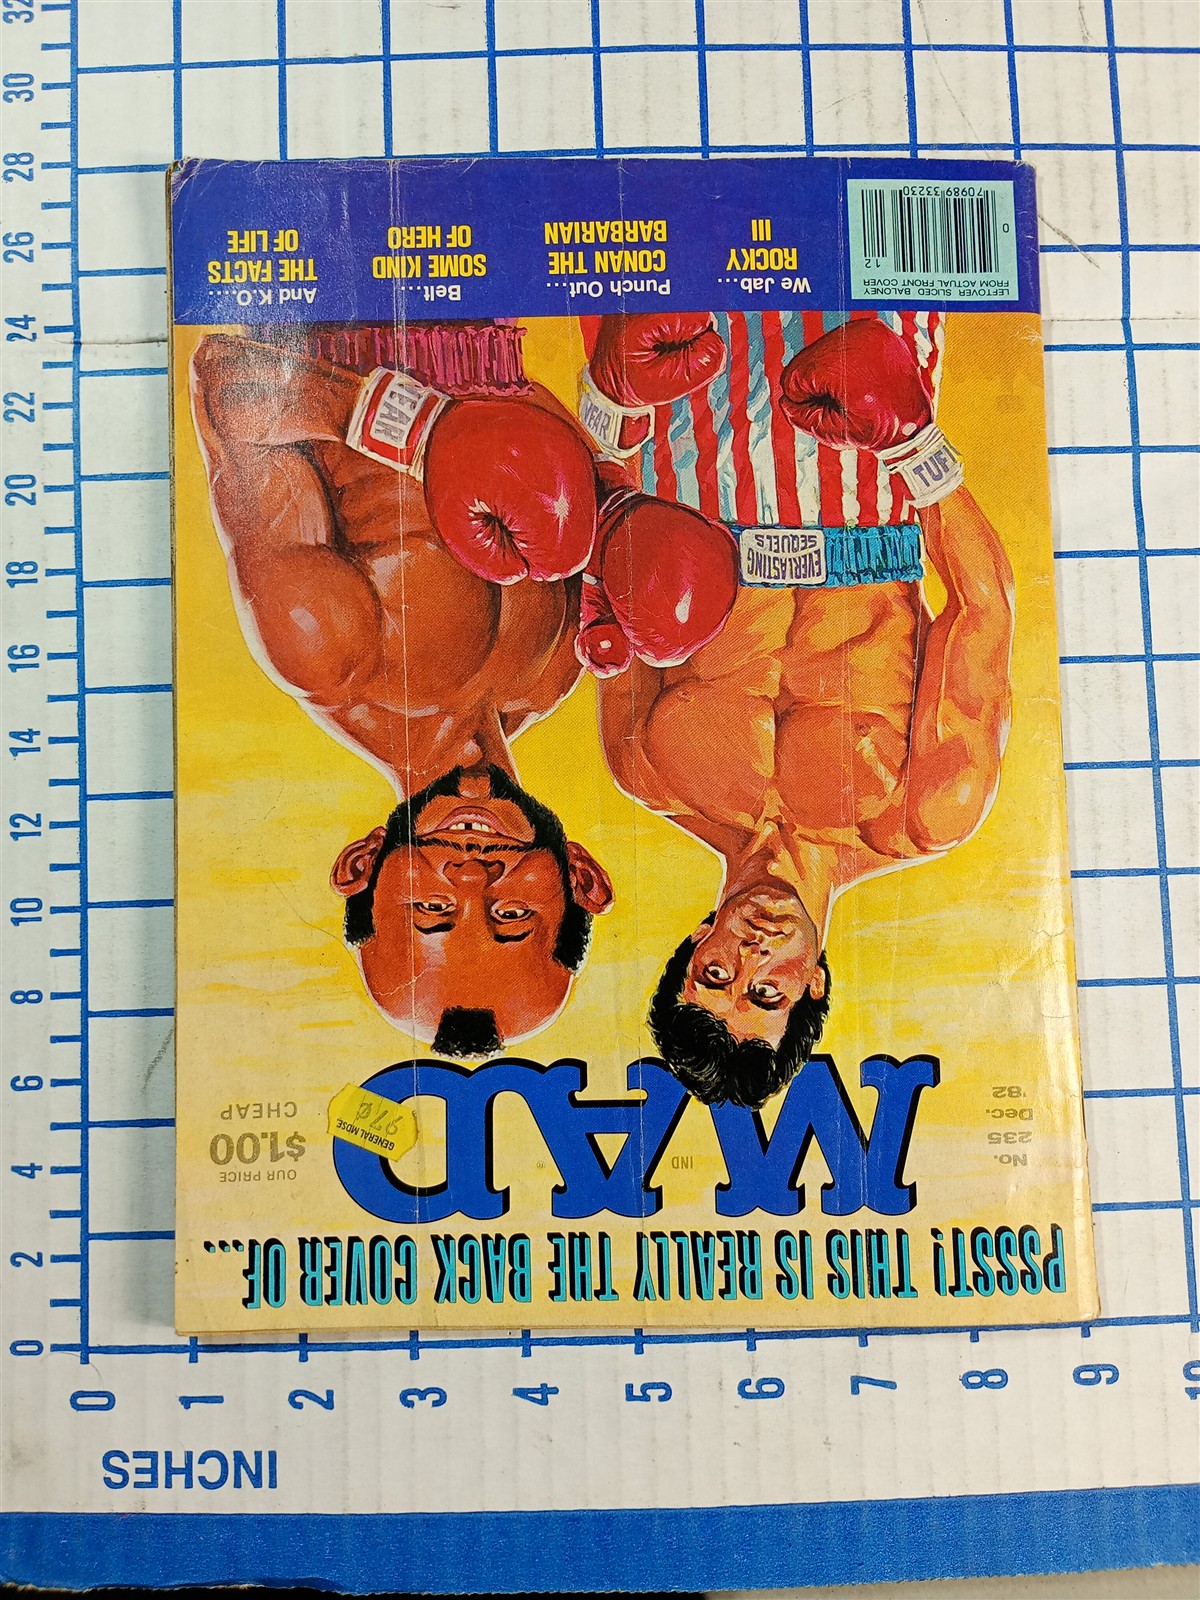 PSSST! THIS IS REALLY THE BACK COVER OF...
No.
235
Dec.
'82
MAD
IND
®
OUR PRICE
$1.00
CHEAP
GENERAL MDSE
97¢
TUFF
YEAR
YEAR
EVERLASTING
SEQUELS
LEFTOVER SLICED BALONEY
FROM ACTUAL FRONT COVER
12
0
70989 33230
We Jab...
ROCKY
III
Punch Out...
CONAN THE
BARBARIAN
Belt...
SOME KIND
OF HERO
And K.O....
THE FACTS
OF LIFE
32
30
28
26
24
22
20
18
16
14
12
10
8
6
4
2
0
0
1
2
3
4
5
6
7
8
9
10
INCHES